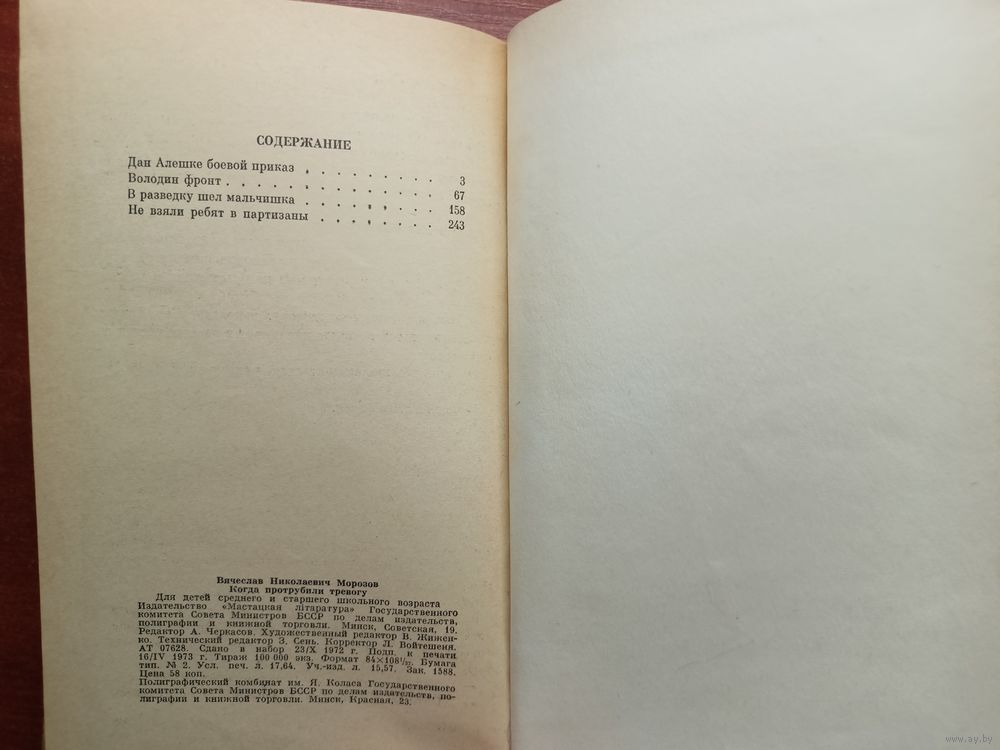 СОДЕРЖАНИЕ
Дан Алешке боевой приказ . . . . . . . . . 3
Володин фронт . . . . . . . . . . . . . 67
В разведку шел мальчишка . . . . . . . . . 158
Не взяли ребят в партизаны . . . . . . . . 243
Вячеслав Николаевич Морозов
Когда протрубили тревогу
Для детей среднего и старшего школьного возраста
Издательство «Мастацкая літаратура» Государственного
комитета Совета Министров БССР по делам издательств,
полиграфии и книжной торговли. Минск, Советская, 19.
Редактор А. Черкасов. Художественный редактор В. Жижен-
ко. Технический редактор З. Сень. Корректор Л. Войтешеня.
АТ 07628. Сдано в набор 23/X 1972 г. Подп. к печати
16/IV 1973 г. Тираж 100 000 экз. Формат 84×108¹/₃₂. Бумага
тип. № 2. Усл. печ. л. 17,64. Уч.-изд. л. 15,57. Зак. 1588.
Цена 58 коп.
Полиграфический комбинат им. Я. Коласа Государственного
комитета Совета Министров БССР по делам издательств, по-
лиграфии и книжной торговли. Минск, Красная, 23.
www.ay.by